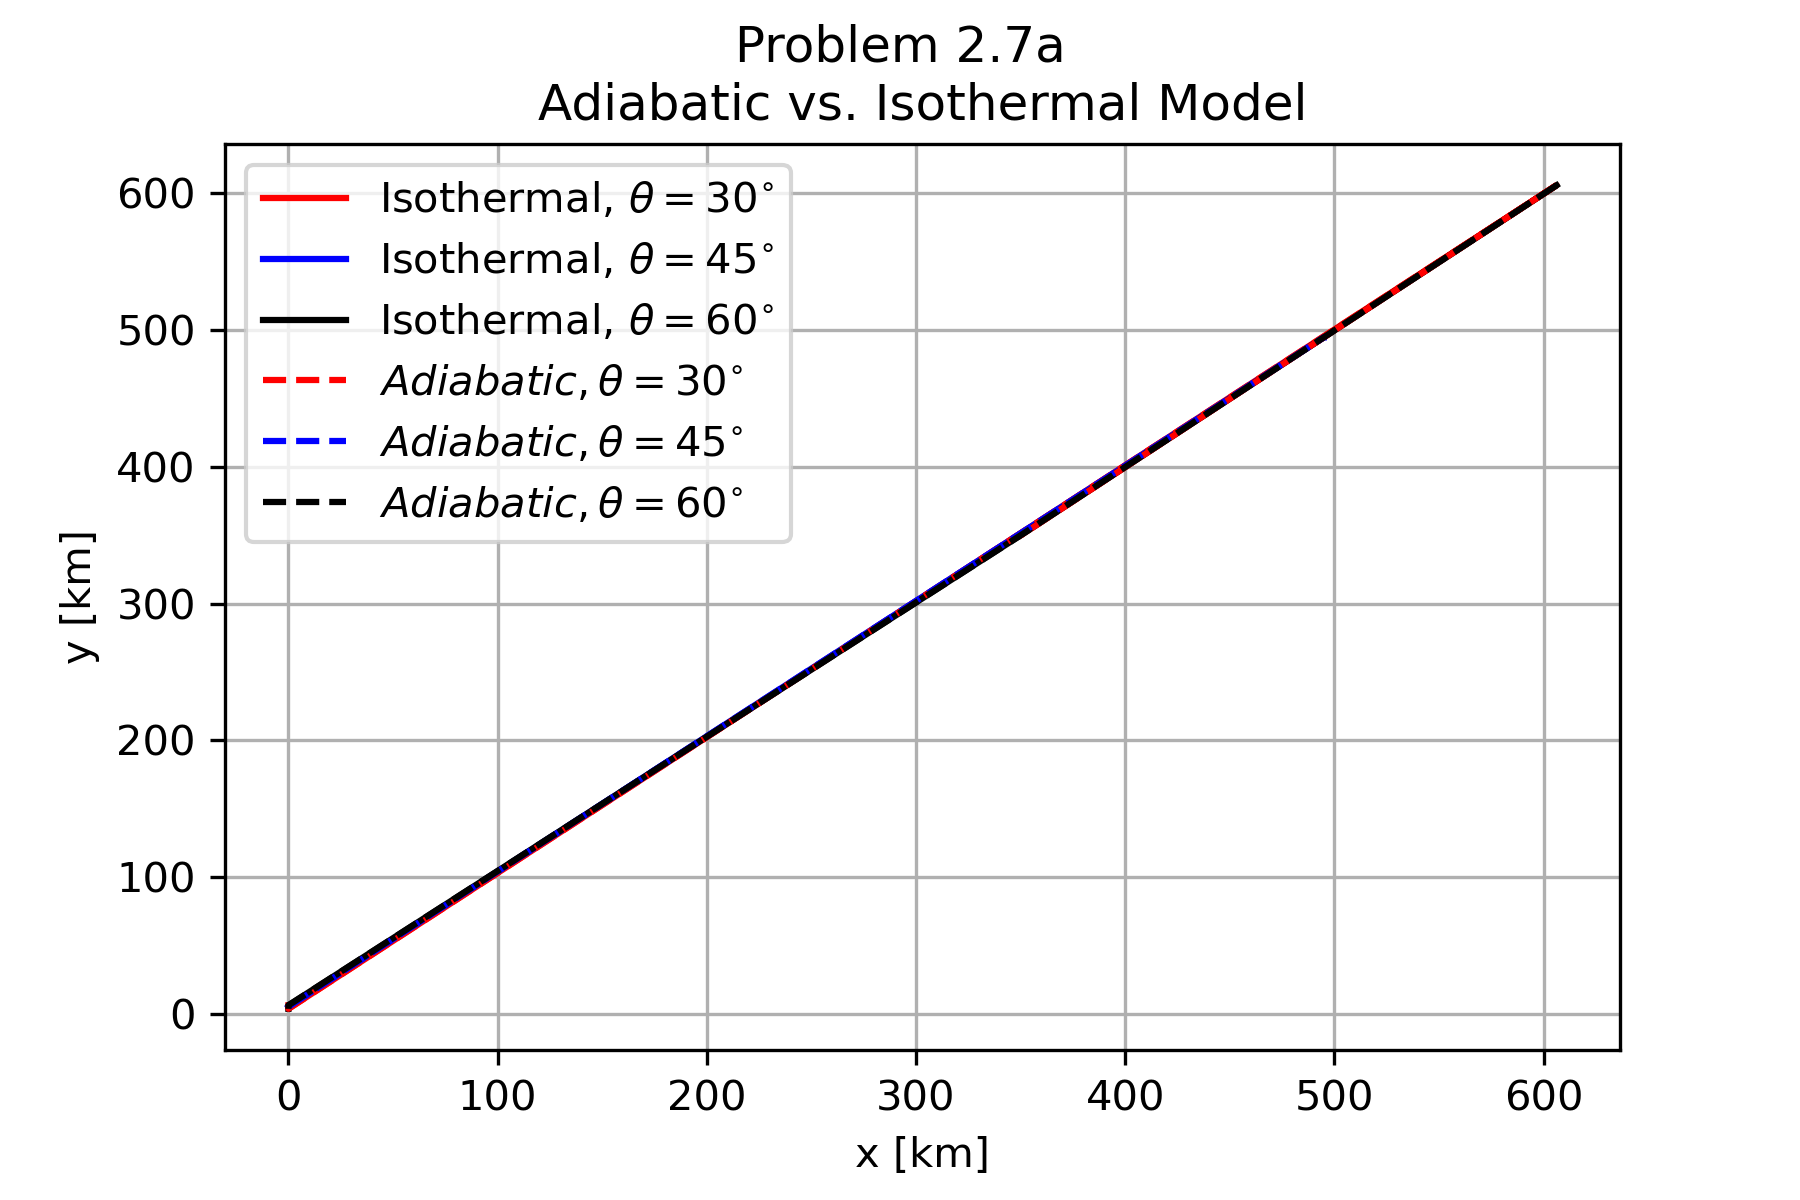 Problem 2.7a
Adiabatic vs. Isothermal Model
600
500
400
300
200
100
0
y [km]
Isothermal, θ = 30°
Isothermal, θ = 45°
Isothermal, θ = 60°
Adiabatic, θ = 30°
Adiabatic, θ = 45°
Adiabatic, θ = 60°
0 100 200 300 400 500 600
x [km]